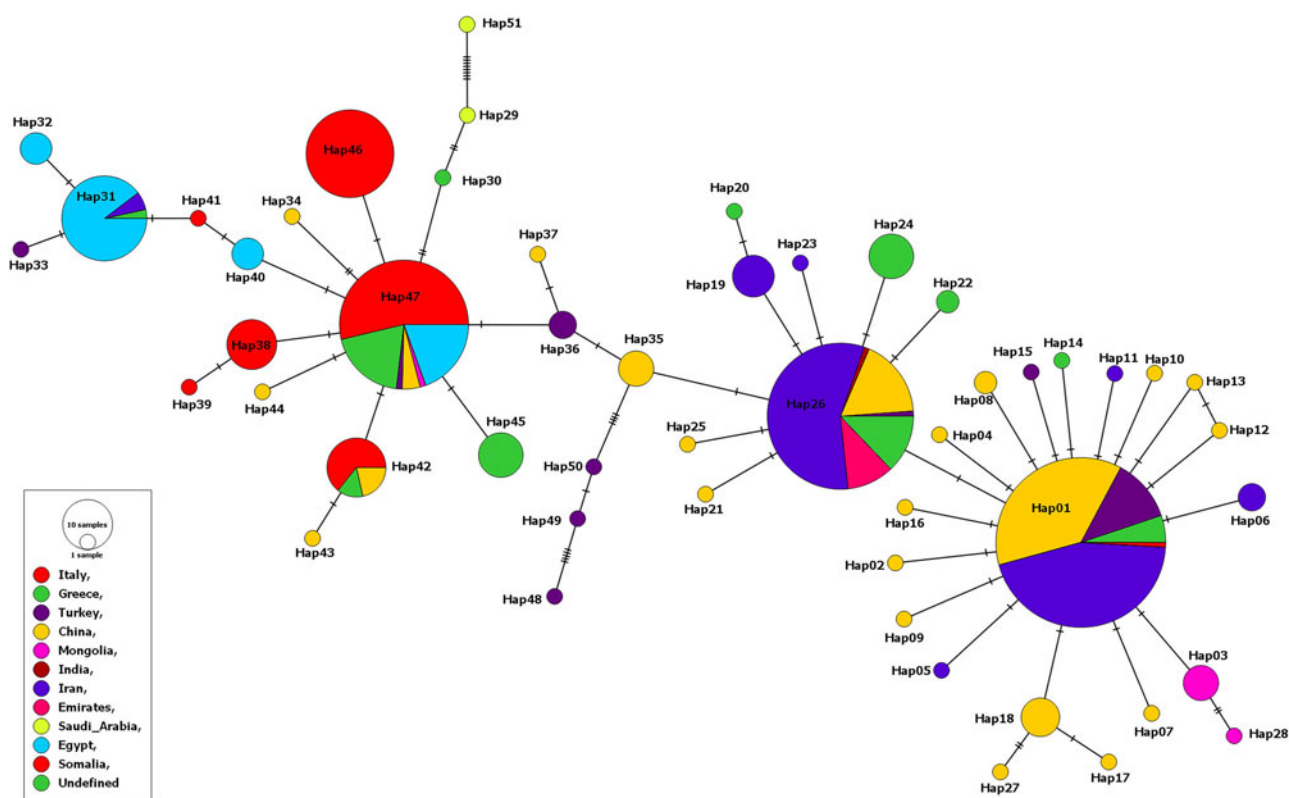 Hap51
Hap32
Hap29
Hap46
Hap31
Hap30
Hap41
Hap34
Hap20
Hap24
Hap37
Hap23
Hap33
Hap40
Hap19
Hap22
Hap47
Hap35
Hap36
Hap14
Hap15
Hap11
Hap10
Hap38
Hap13
Hap08
Hap26
Hap39
Hap44
Hap45
Hap25
Hap04
Hap12
Hap42
Hap50
Hap21
Hap01
Hap16
Hap06
Hap49
Hap43
Hap02
Hap48
Hap09
Hap05
Hap03
Hap18
Hap07
Hap28
Hap17
Hap27
10 samples
1 sample
Italy,
Greece,
Turkey,
China,
Mongolia,
India,
Iran,
Emirates,
Saudi_Arabia,
Egypt,
Somalia,
Undefined